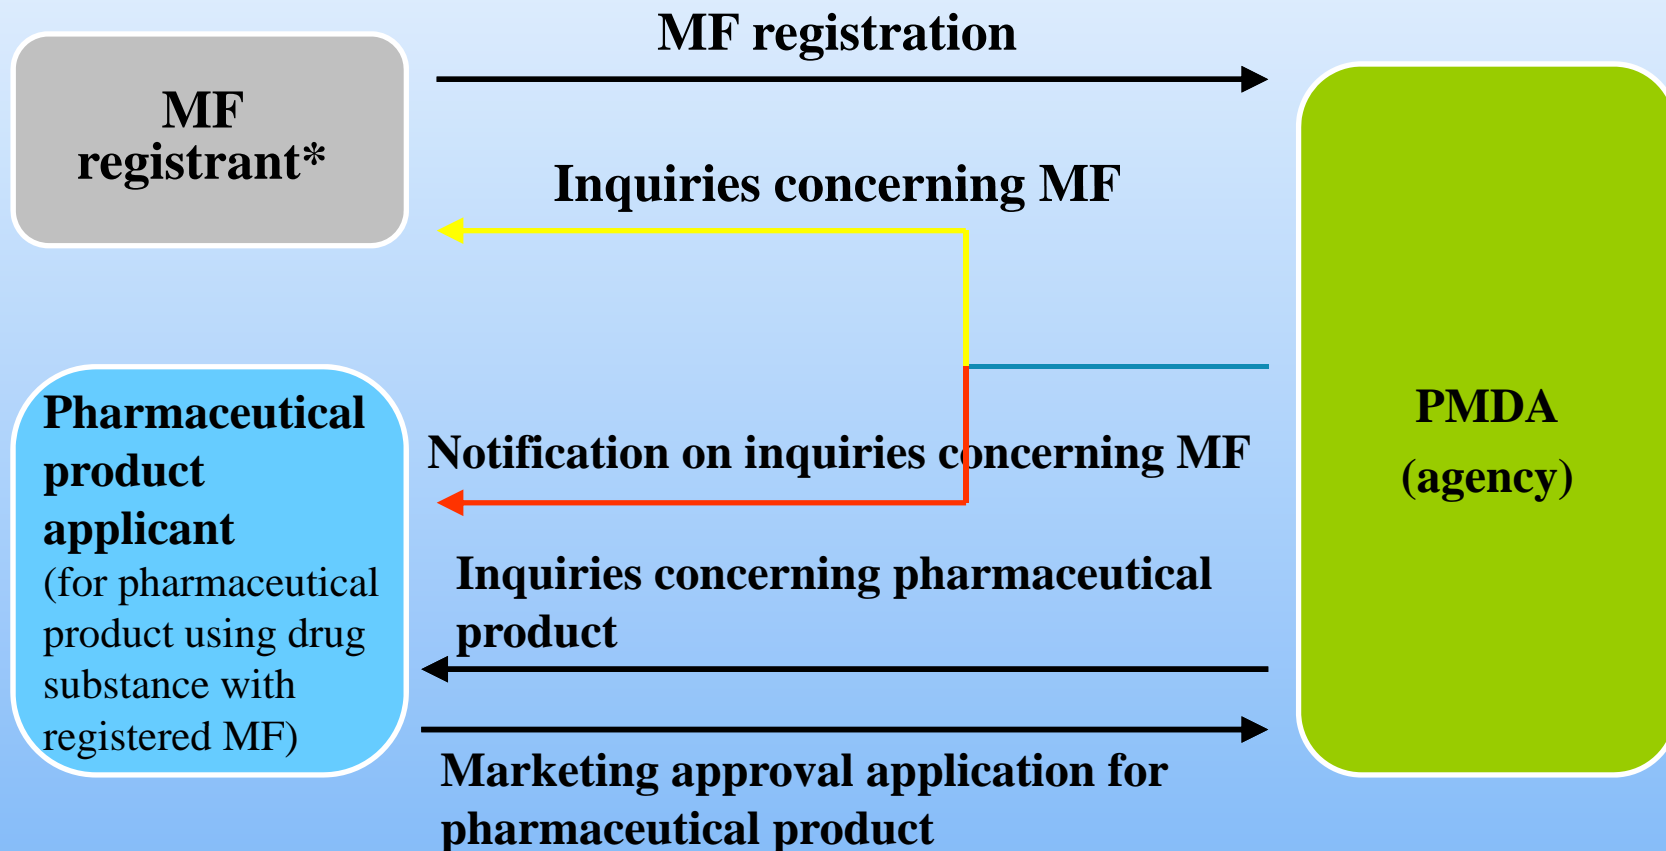 MF registration
MF
registrant*
Inquiries concerning MF
Pharmaceutical
product
applicant
(for pharmaceutical
product using drug
substance with
registered MF)
Notification on inquiries concerning MF
Inquiries concerning pharmaceutical
product
Marketing approval application for
pharmaceutical product
PMDA
(agency)